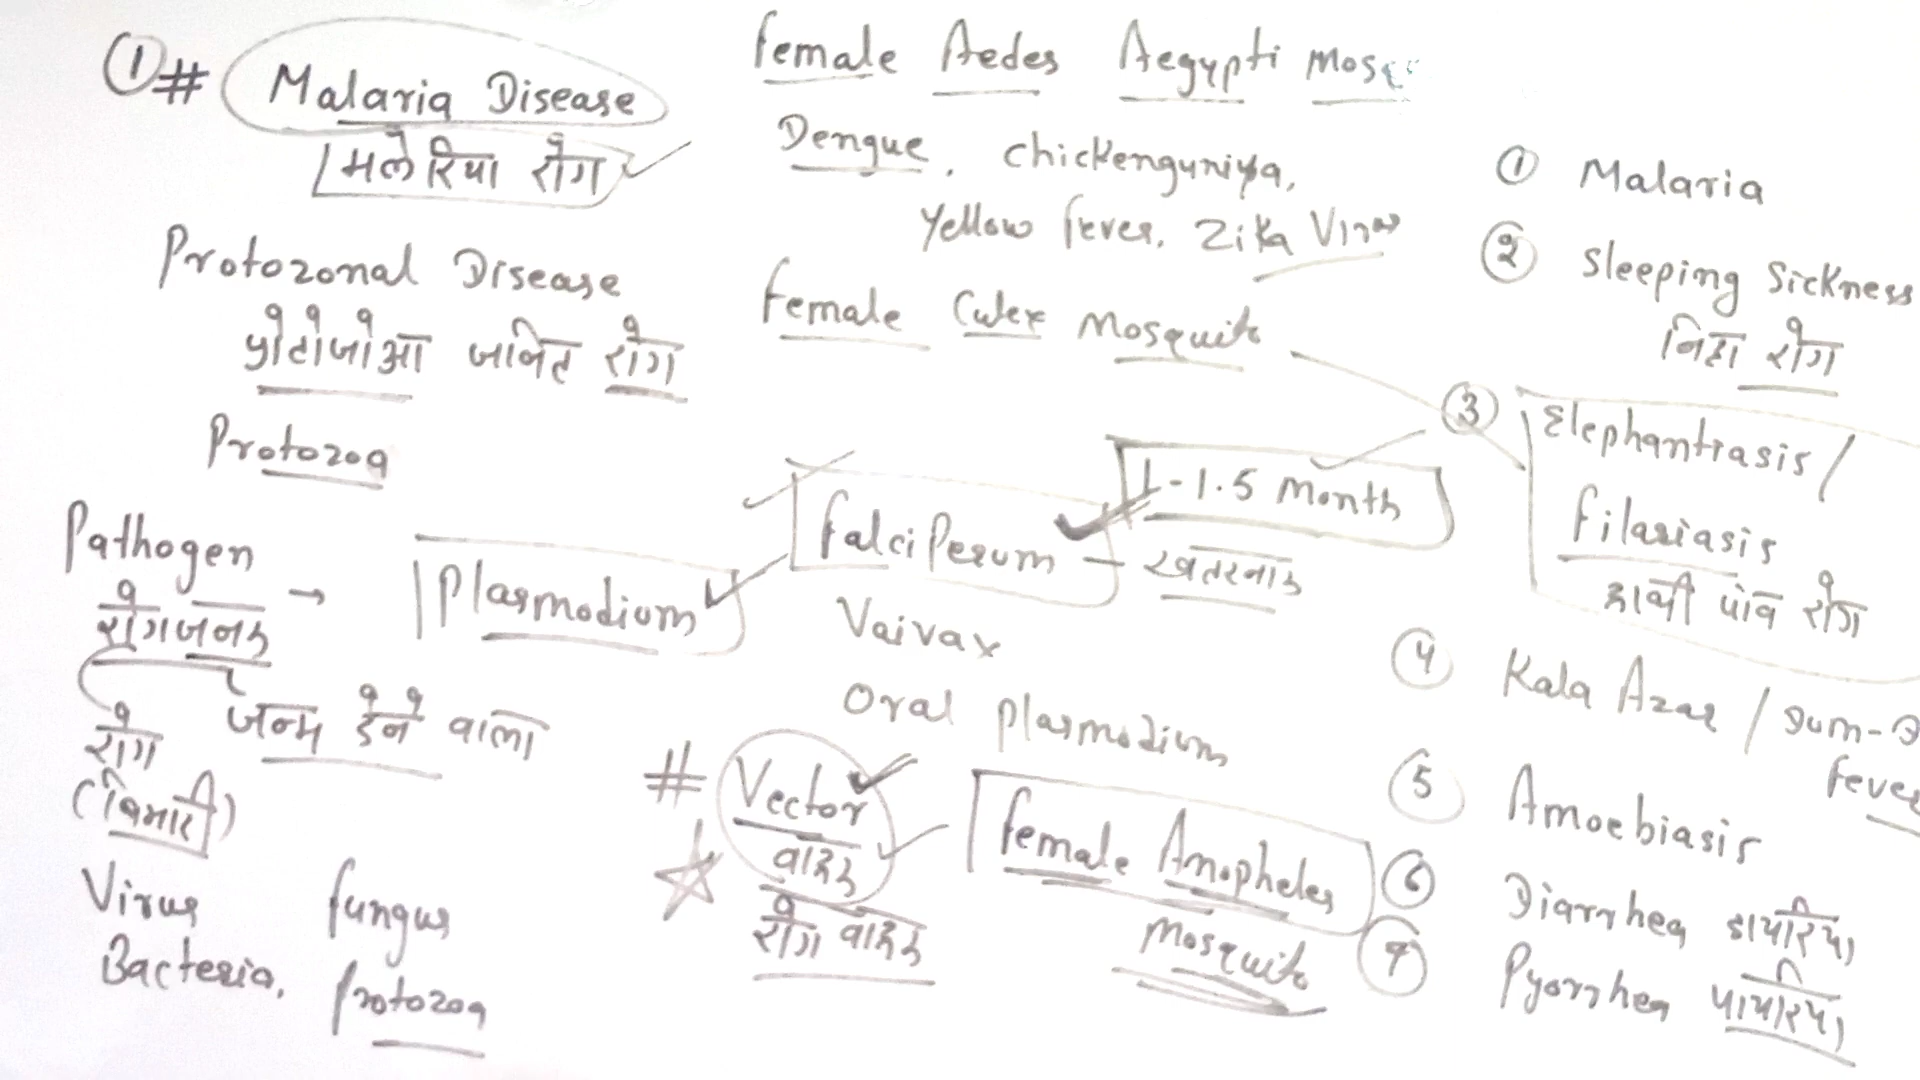 ① # Malaria Disease
मलेरिया रोग
Protozonal Disease
प्रोटोजोआ जनित रोग
Protozoa
Pathogen → Plasmodium
रोगजनक
रोग जन्म देने वाला
(बिमारी)
Virus fungus
Bacteria, Protozoa
female Aedes Aegypti
Dengue, Chickenguniya,
Yellow fever, Zika Virus
female Culex Mosquito
1-1.5 Month
falciperum - खतरनाक
Vaivax
Oral plasmodium
# Vector
वाहक
रोग वाहक
female Anopheles
Mosquito
① Malaria
② Sleeping Sickness
निद्रा रोग
③ Elephantiasis /
filariasis
हाथी पांव रोग
④ Kala Azar / Dum-D
fever
⑤ Amoebiasis
⑥ Diarrhea डायरिया
⑦ Pyorrhea पायरिया